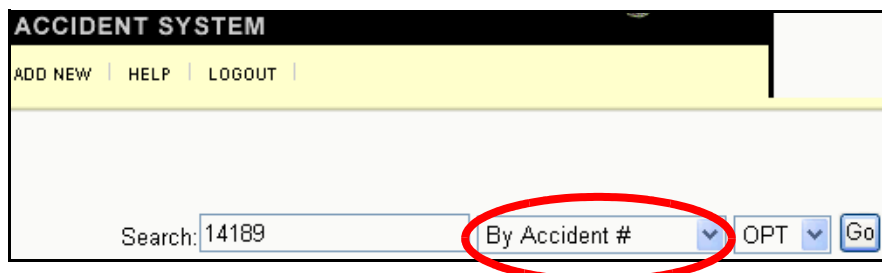 ACCIDENT SYSTEM
ADD NEW | HELP | LOGOUT |
Search: 14189 By Accident # OPT Go